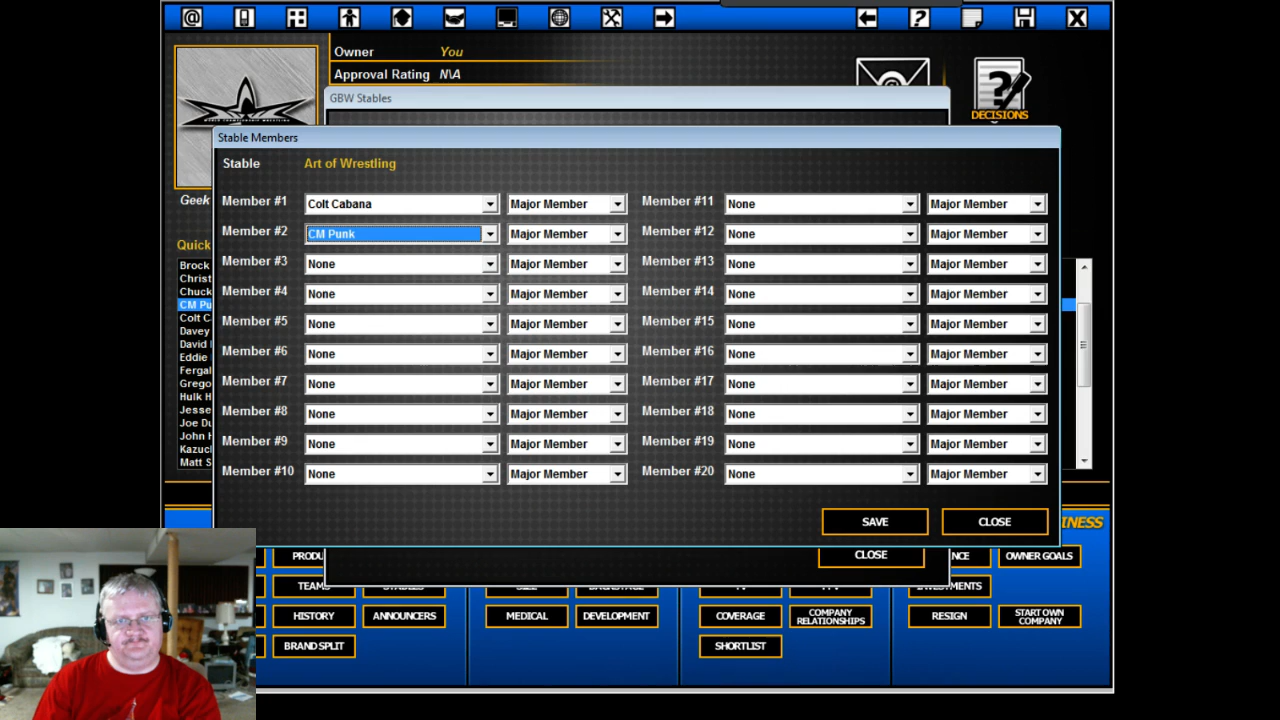 @
?
X
Owner You
Approval Rating N\A
GBW Stables
DECISIONS
Stable Members
Stable Art of Wrestling
Geek
Quick
Brock
Christ
Chuck
CM Pu
Colt C
Davey
David
Eddie
Fergal
Grego
Hulk H
Jesse
Joe Du
John H
Kazuc
Matt S
Member #1 Colt Cabana Major Member Member #11 None Major Member
Member #2 CM Punk Major Member Member #12 None Major Member
Member #3 None Major Member Member #13 None Major Member
Member #4 None Major Member Member #14 None Major Member
Member #5 None Major Member Member #15 None Major Member
Member #6 None Major Member Member #16 None Major Member
Member #7 None Major Member Member #17 None Major Member
Member #8 None Major Member Member #18 None Major Member
Member #9 None Major Member Member #19 None Major Member
Member #10 None Major Member Member #20 None Major Member
SAVE CLOSE
INESS
PRODU CLOSE NCE OWNER GOALS
TEAMS
HISTORY ANNOUNCERS MEDICAL DEVELOPMENT COVERAGE COMPANY RELATIONSHIPS RESIGN START OWN COMPANY
BRAND SPLIT SHORTLIST